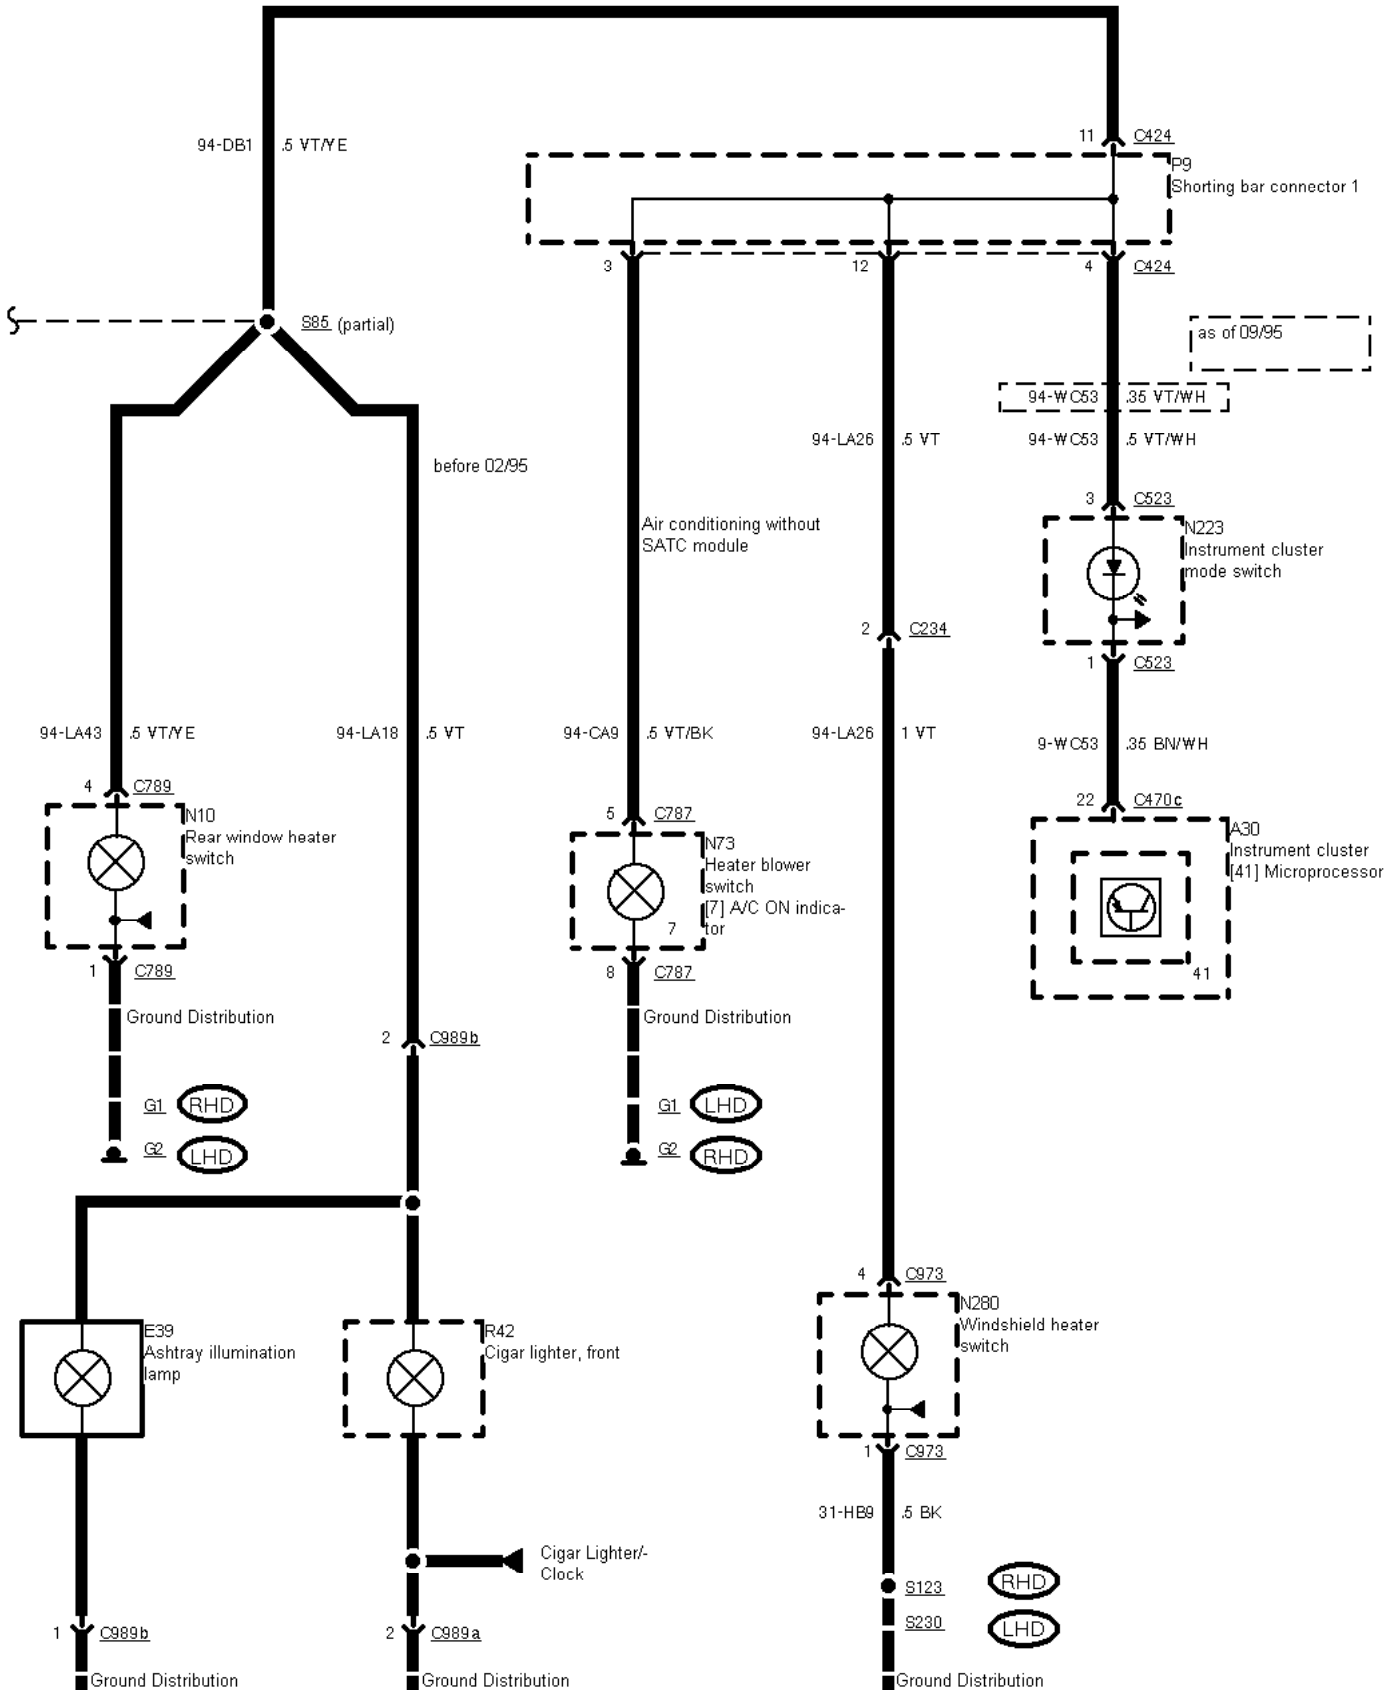 94-DB1 .5 VT/YE
11 C424
P9
Shorting bar connector 1
3 12 4 C424
S85 (partial)
as of 09/95
94-WC53 .35 VT/WH
94-LA26 .5 VT
94-WC53 .5 VT/WH
before 02/95
3 C523
Air conditioning without
SATC module
N223
Instrument cluster
mode switch
2 C234
1 C523
94-LA43 .5 VT/YE
94-LA18 .5 VT
94-CA9 .5 VT/BK
94-LA26 1 VT
9-WC53 .35 BN/WH
4 C789
N10
Rear window heater
switch
5 C787
N73
Heater blower
switch
[7] A/C ON indica-
tor
7
22 C470c
A30
Instrument cluster
[41] Microprocessor
41
1 C789
Ground Distribution
8 C787
Ground Distribution
2 C989b
G1 RHD
G2 LHD
G1 LHD
G2 RHD
4 C973
N280
Windshield heater
switch
E39
Ashtray illumination
lamp
R42
Cigar lighter, front
1 C973
31-HB9 .5 BK
Cigar Lighter/-
Clock
S123 RHD
S230 LHD
1 C989b
2 C989a
Ground Distribution
Ground Distribution
Ground Distribution